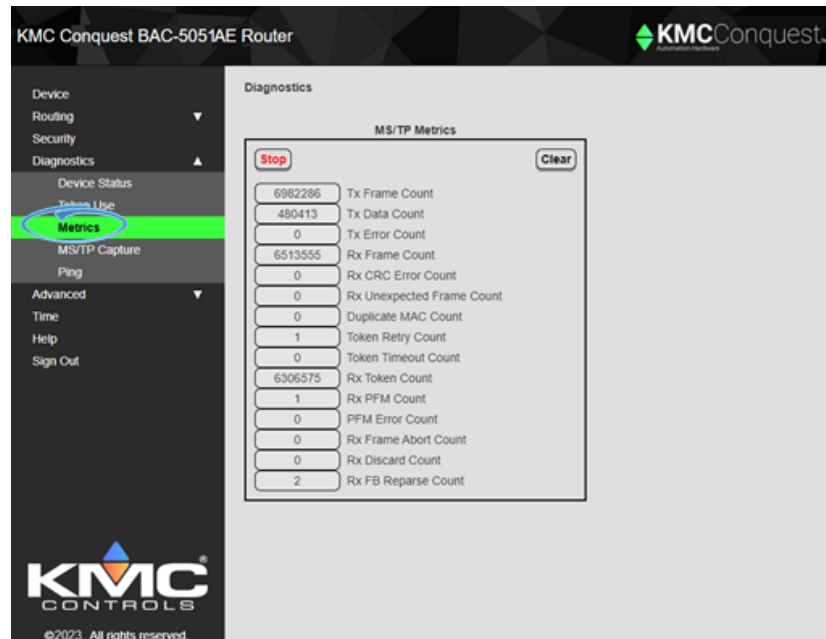 KMC Conquest BAC-5051AE Router
KMCConquest
Automation Hardware
Device
Routing ▼
Security
Diagnostics ▲
Device Status
Token Use
Metrics
MS/TP Capture
Ping
Advanced ▼
Time
Help
Sign Out
KMC®
CONTROLS
©2023 . All rights reserved.
Diagnostics
MS/TP Metrics
Stop Clear
6982286 Tx Frame Count
480413 Tx Data Count
0 Tx Error Count
6513555 Rx Frame Count
0 Rx CRC Error Count
0 Rx Unexpected Frame Count
0 Duplicate MAC Count
1 Token Retry Count
0 Token Timeout Count
6306575 Rx Token Count
1 Rx PFM Count
0 PFM Error Count
0 Rx Frame Abort Count
0 Rx Discard Count
2 Rx FB Reparse Count